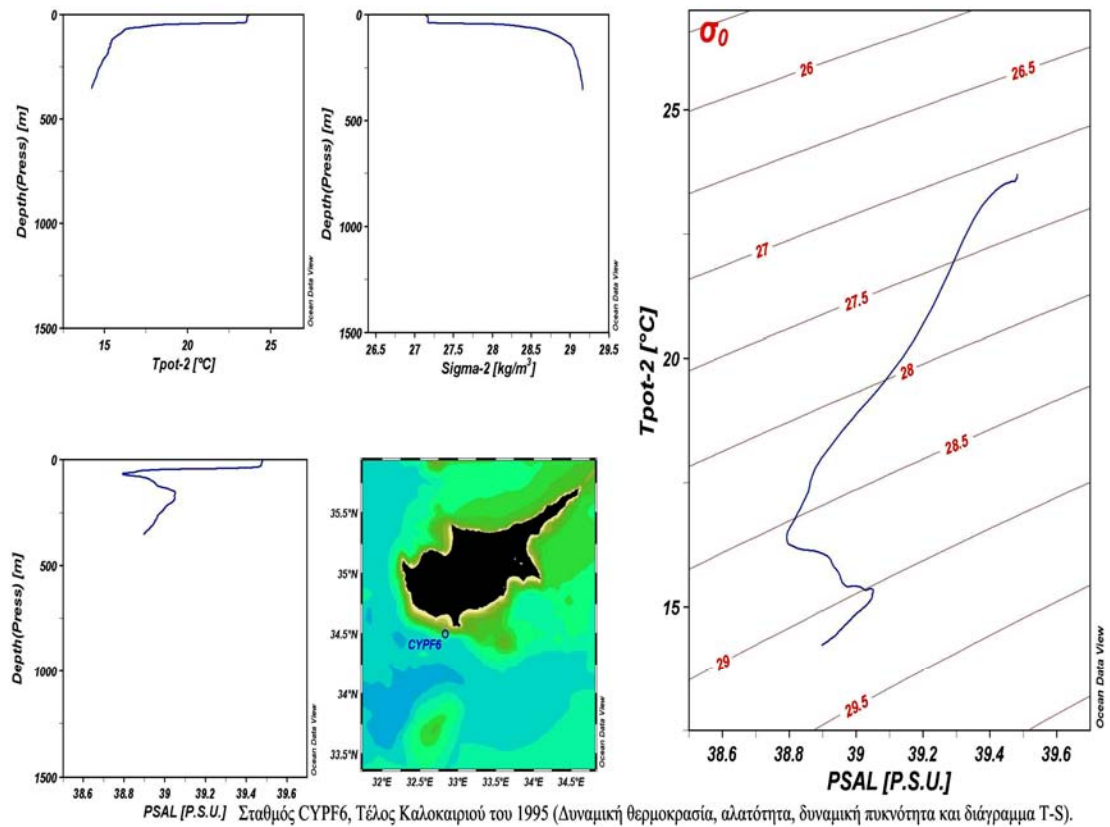 0
500
1000
1500
Depth(Press) [m]
15
20
25
Tpot-2 [°C]
Ocean Data View
0
500
1000
1500
Depth(Press) [m]
26.5
27
27.5
28
28.5
29
29.5
Sigma-2 [kg/m³]
Ocean Data View
σ₀
25
20
15
Tpot-2 [°C]
26
26.5
27
27.5
28
28.5
29
29.5
38.6
38.8
39
39.2
39.4
39.6
PSAL [P.S.U.]
Ocean Data View
0
500
1000
1500
Depth(Press) [m]
38.6
38.8
39
39.2
39.4
39.6
PSAL [P.S.U.]
Ocean Data View
35.5°N
35°N
34.5°N
34°N
33.5°N
CYPF6
32°E
32.5°E
33°E
33.5°E
34°E
34.5°E
Ocean Data View
Σταθμός CYPF6, Τέλος Καλοκαιριού του 1995 (Δυναμική θερμοκρασία, αλατότητα, δυναμική πυκνότητα και διάγραμμα T-S).